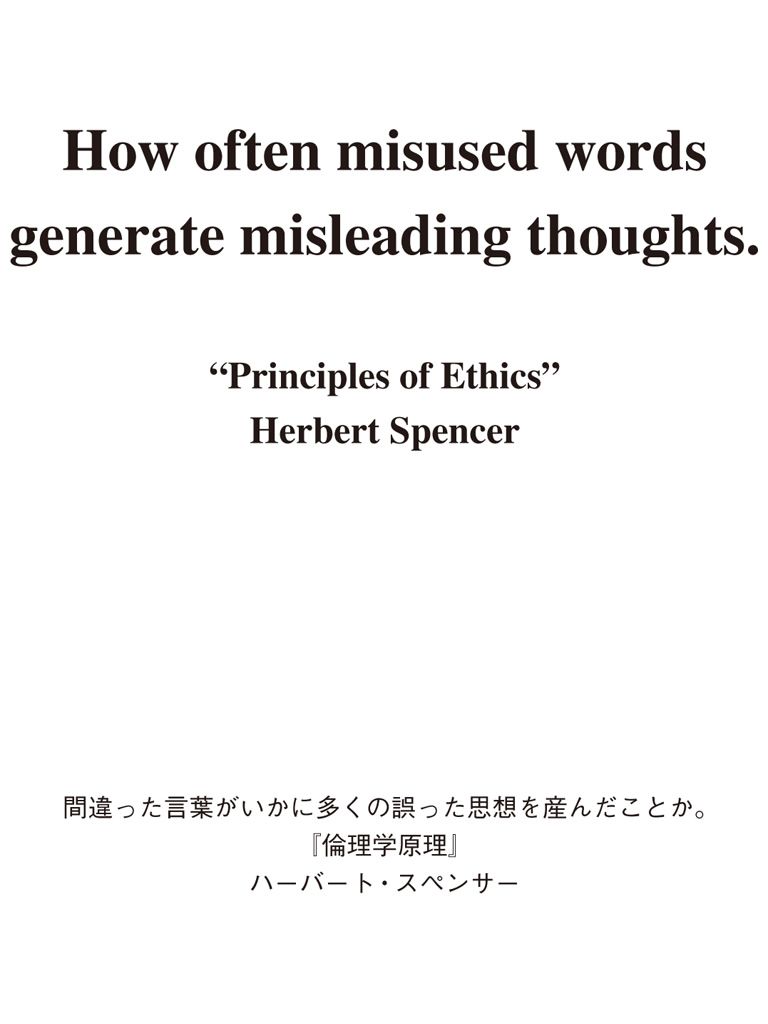 How often misused words
generate misleading thoughts.
“Principles of Ethics”
Herbert Spencer
間違った言葉がいかに多くの誤った思想を産んだことか。
『倫理学原理』
ハーバート・スペンサー